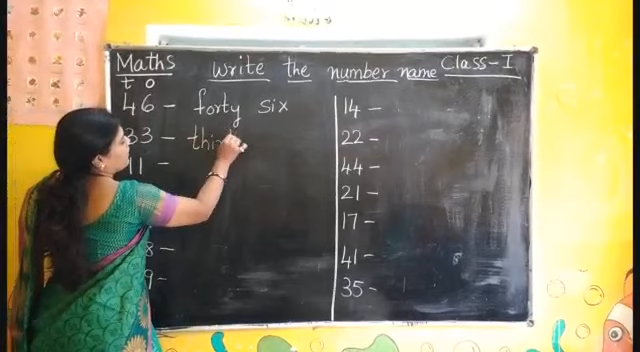 Maths
Write the number name
Class-I
t o
46 - forty six
33 - thi
11 -
8 -
9 -
14 -
22 -
44 -
21 -
17 -
41 -
35 -